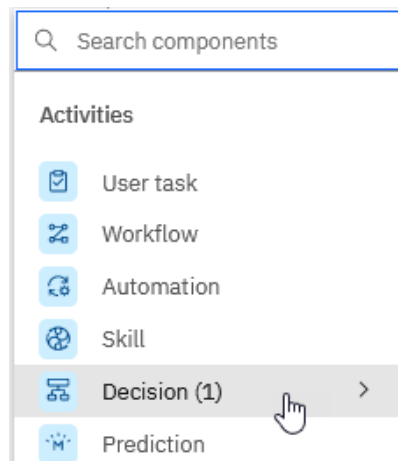 Search components
Activities
User task
Workflow
Automation
Skill
Decision (1)
Prediction